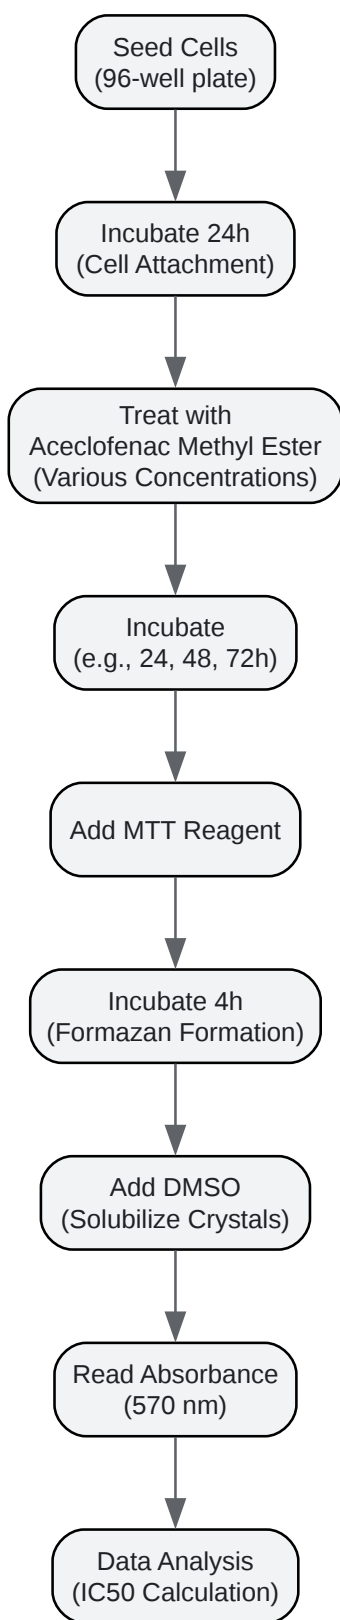 Seed Cells
(96-well plate)
Incubate 24h
(Cell Attachment)
Treat with
Aceclofenac Methyl Ester
(Various Concentrations)
Incubate
(e.g., 24, 48, 72h)
Add MTT Reagent
Incubate 4h
(Formazan Formation)
Add DMSO
(Solubilize Crystals)
Read Absorbance
(570 nm)
Data Analysis
(IC50 Calculation)